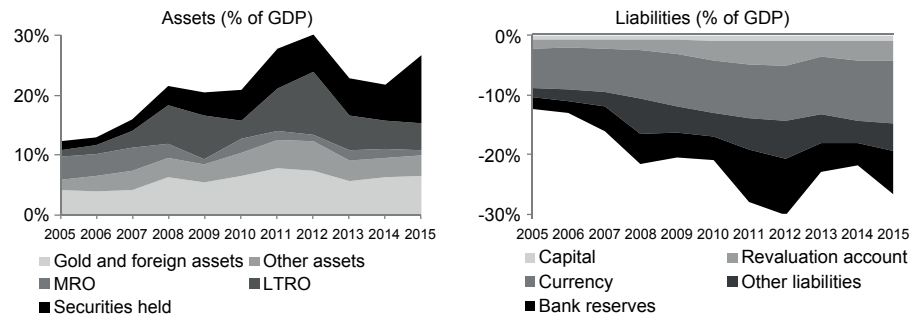 Assets (% of GDP)
30%
20%
10%
0%
2005 2006 2007 2008 2009 2010 2011 2012 2013 2014 2015
Gold and foreign assets Other assets
MRO LTRO
Securities held
Liabilities (% of GDP)
0%
-10%
-20%
-30%
2005 2006 2007 2008 2009 2010 2011 2012 2013 2014 2015
Capital Revaluation account
Currency Other liabilities
Bank reserves